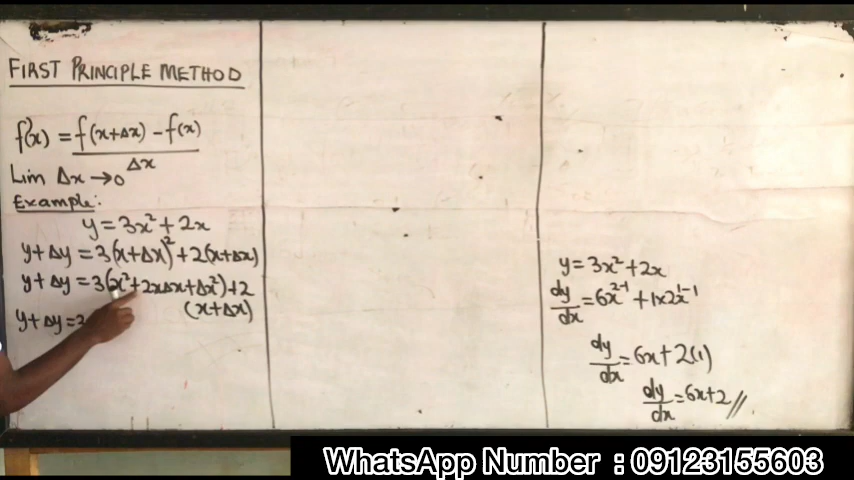 FIRST PRINCIPLE METHOD
f'(x) = f(x+Δx) - f(x)
Δx
Lim Δx → 0
Example:
y = 3x² + 2x
y + Δy = 3(x+Δx)² + 2(x+Δx)
y + Δy = 3(x² + 2xΔx + Δx²) + 2
(x+Δx)
y + Δy = 3
y = 3x² + 2x
dy/dx = 6x²⁻¹ + 1×2x¹⁻¹
dy/dx = 6x + 2(1)
dy/dx = 6x + 2 //
WhatsApp Number : 09123155603